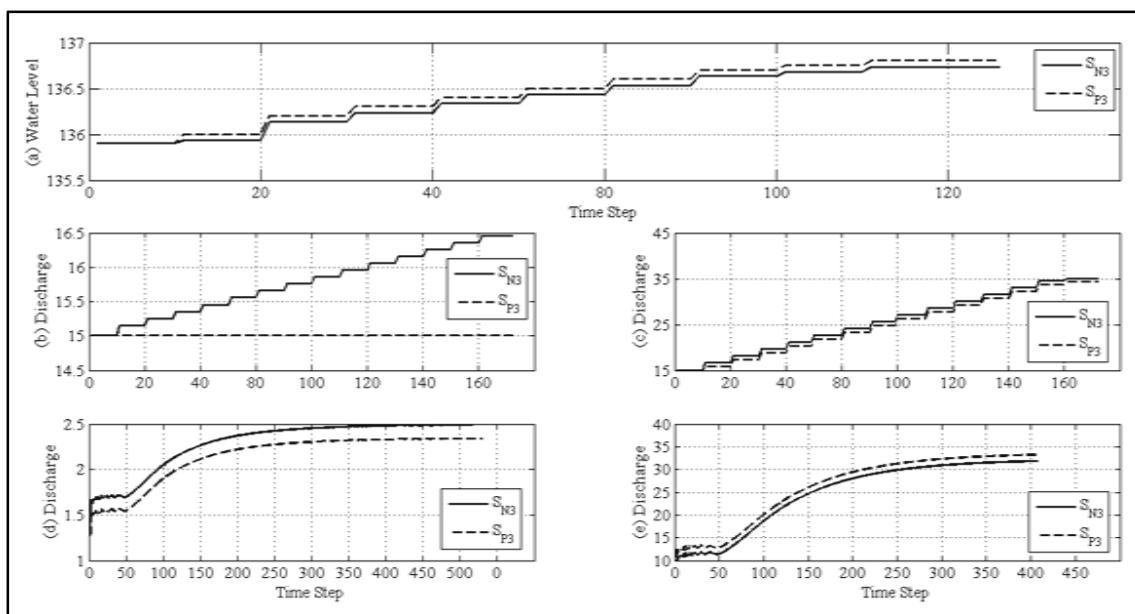 137
136.5
136
135.5
(a) Water Level
S_N3
S_P3
0 20 40 60 80 100 120
Time Step
16.5
16
15.5
15
14.5
(b) Discharge
S_N3
S_P3
0 20 40 60 80 100 120 140 160
45
35
25
15
(c) Discharge
S_N3
S_P3
0 20 40 60 80 100 120 140 160
2.5
2
1.5
1
(d) Discharge
S_N3
S_P3
0 50 100 150 200 250 300 350 400 450 500 0
Time Step
40
35
30
25
20
15
10
(e) Discharge
S_N3
S_P3
0 50 100 150 200 250 300 350 400 450
Time Step